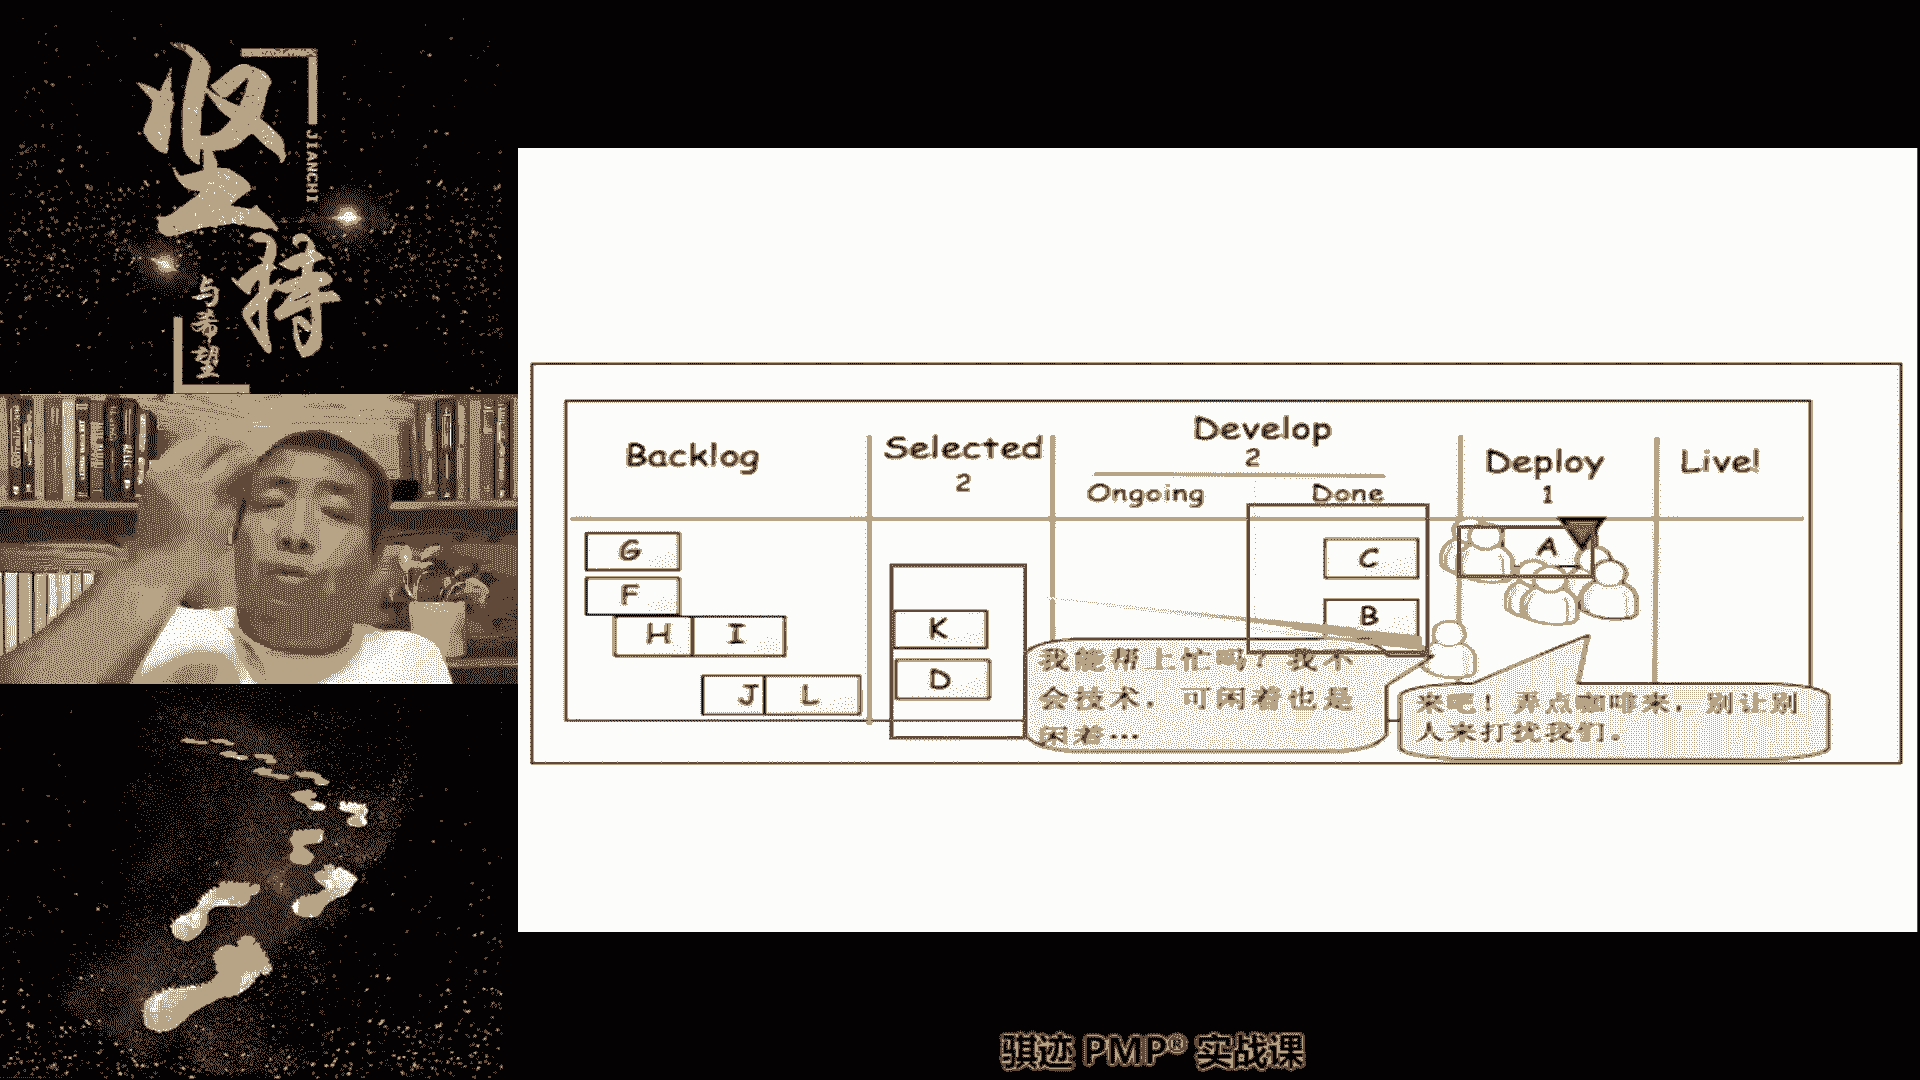 坚持
JIANCHI
与希望
Backlog
Selected
2
Develop
2
Ongoing
Done
Deploy
1
Live!
G
F
H
I
J
L
K
D
C
B
A
我能帮上忙吗？我不
会技术，可闲着也是
闲着…
来吧！弄点咖啡来，别让别
人来打扰我们。
骐迹 PMP® 实战课